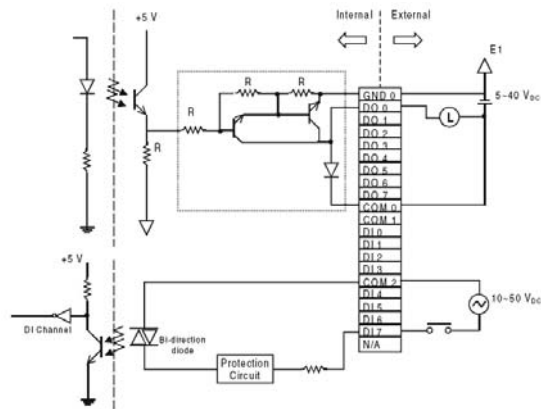 Internal External
+5 V
+5 V
E1
5~40 VDC
R
R
R
R
L
GND 0
DO 0
DO 1
DO 2
DO 3
DO 4
DO 5
DO 6
DO 7
COM 0
COM 1
DI 0
DI 1
DI 2
DI 3
COM 2
DI 4
DI 5
DI 6
DI 7
N/A
10~50 VDC
+5 V
DI Channel
Bi-direction
diode
Protection
Circuit